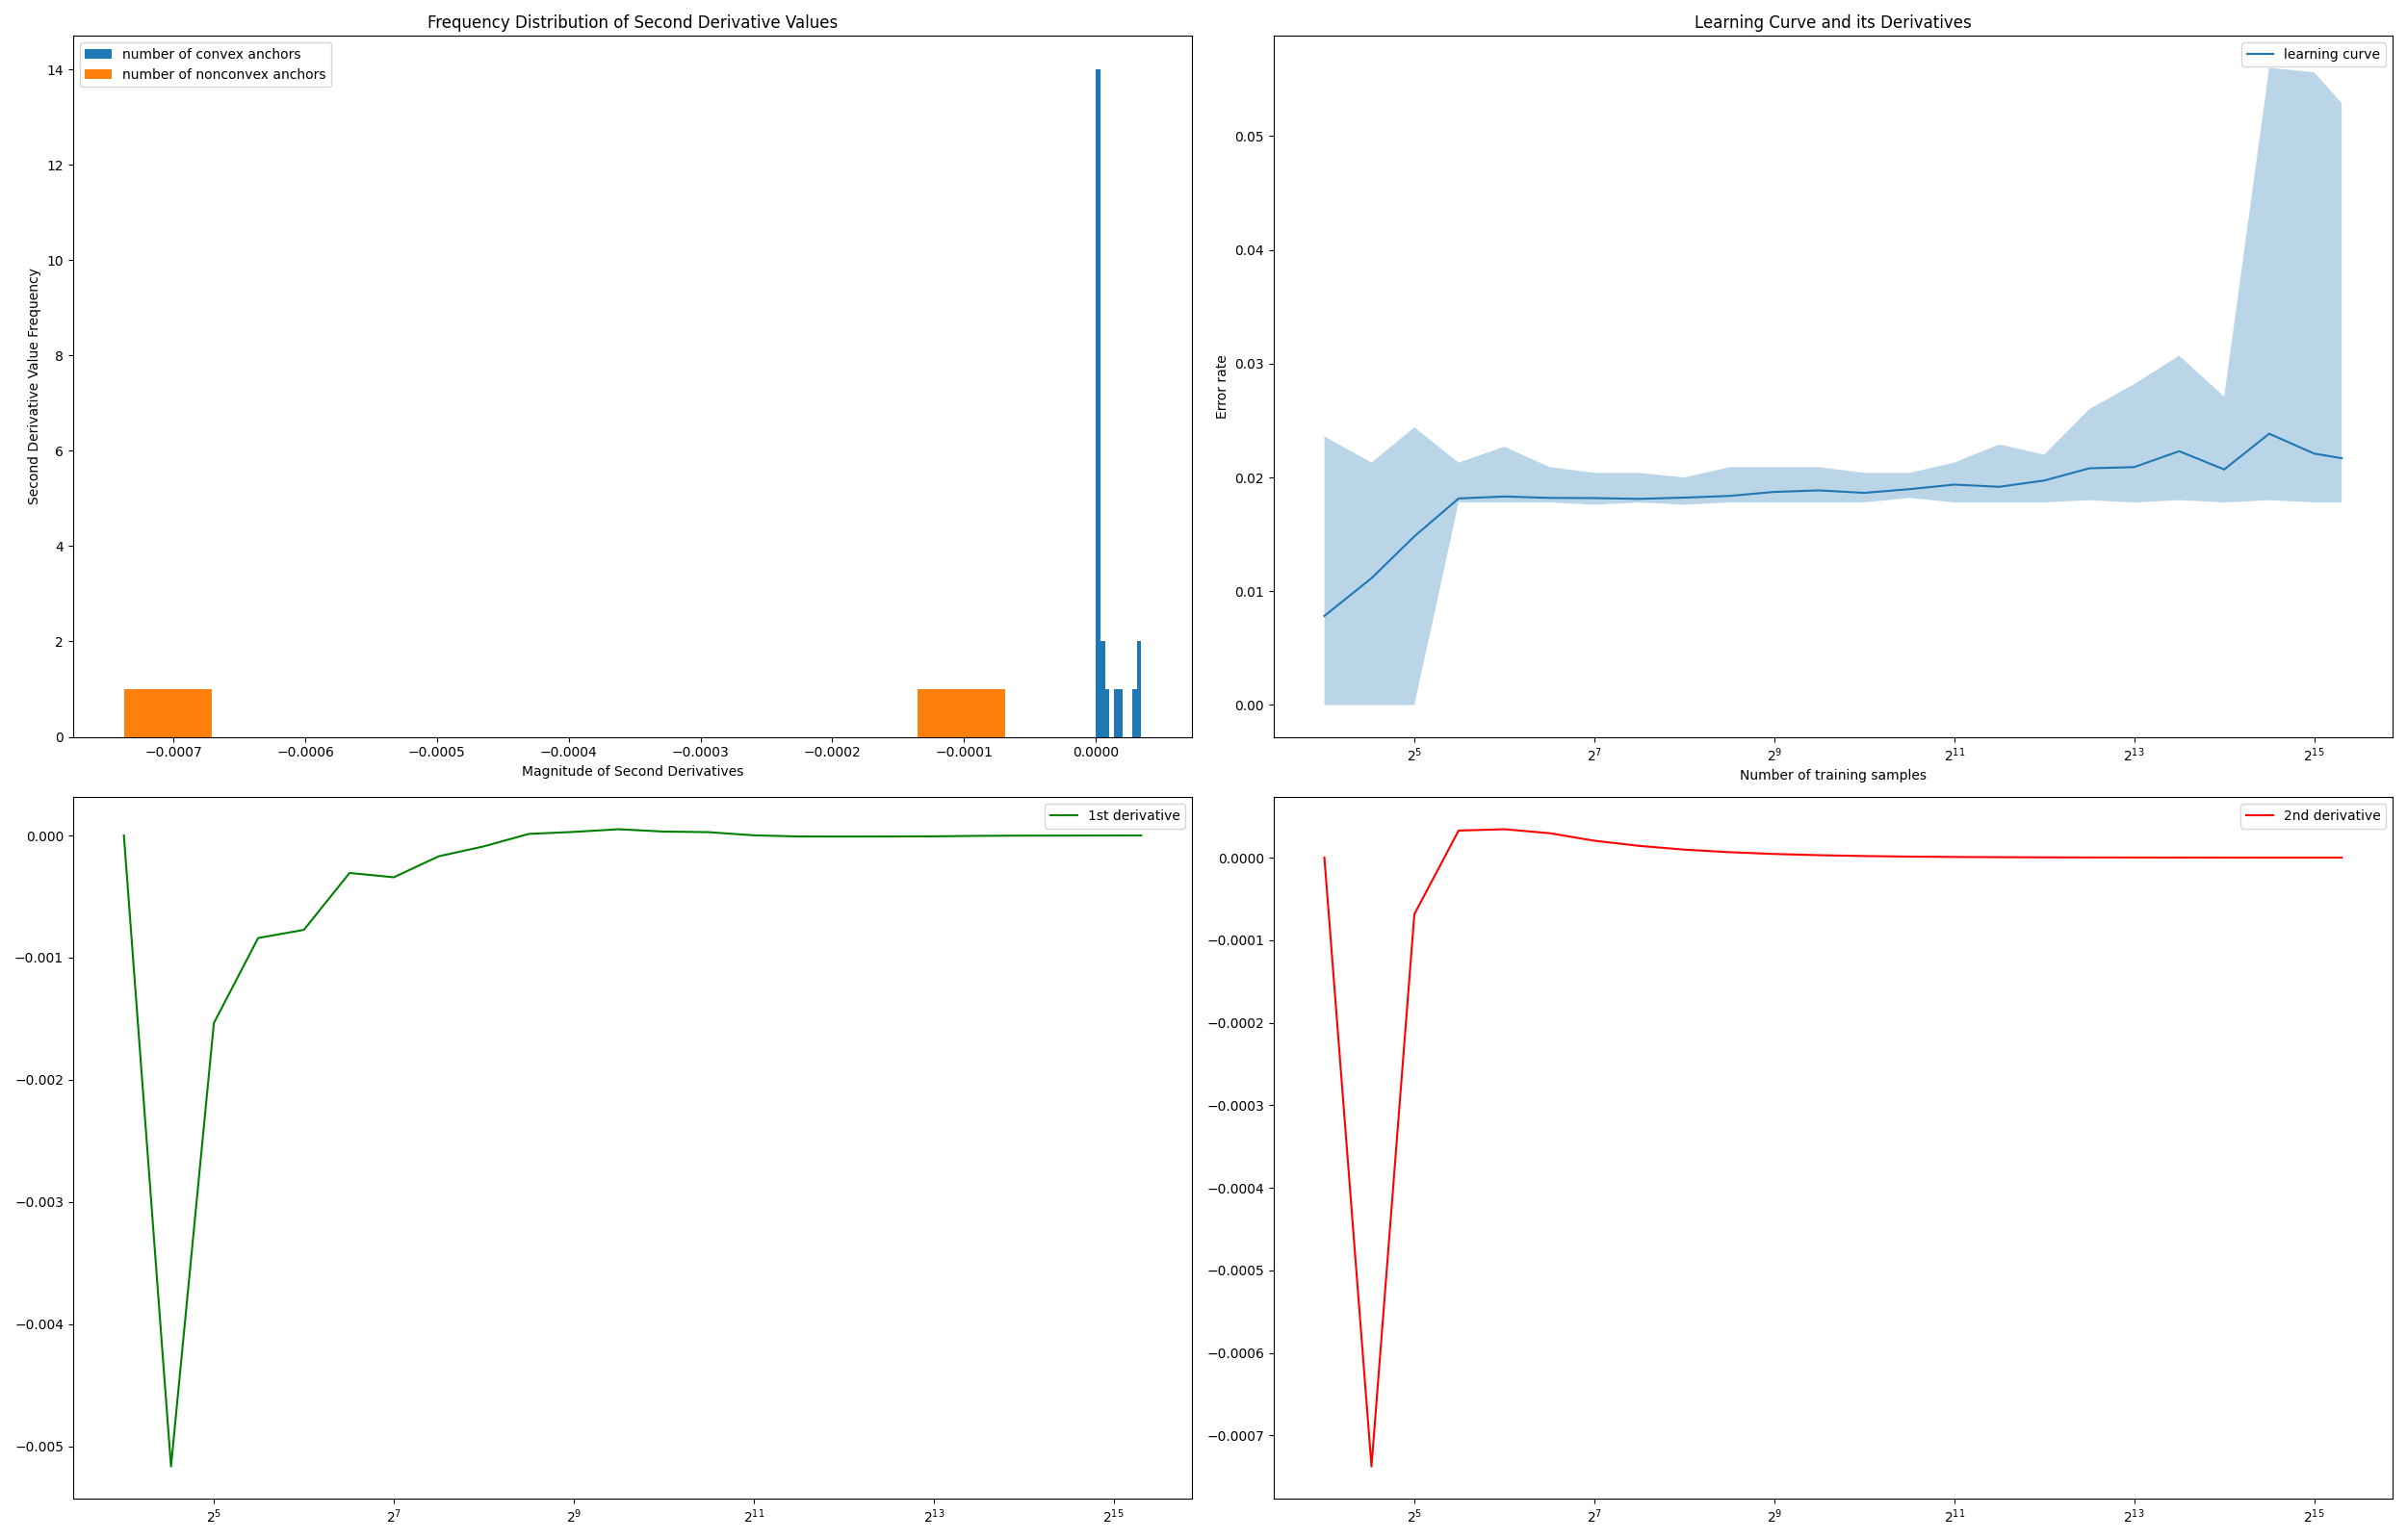 Frequency Distribution of Second Derivative Values
number of convex anchors
number of nonconvex anchors
Second Derivative Value Frequency
14
12
10
8
6
4
2
0
−0.0007 −0.0006 −0.0005 −0.0004 −0.0003 −0.0002 −0.0001 0.0000
Magnitude of Second Derivatives
Learning Curve and its Derivatives
learning curve
Error rate
0.05
0.04
0.03
0.02
0.01
0.00
2⁵ 2⁷ 2⁹ 2¹¹ 2¹³ 2¹⁵
Number of training samples
1st derivative
0.000
−0.001
−0.002
−0.003
−0.004
−0.005
2⁵ 2⁷ 2⁹ 2¹¹ 2¹³ 2¹⁵
2nd derivative
0.0000
−0.0001
−0.0002
−0.0003
−0.0004
−0.0005
−0.0006
−0.0007
2⁵ 2⁷ 2⁹ 2¹¹ 2¹³ 2¹⁵